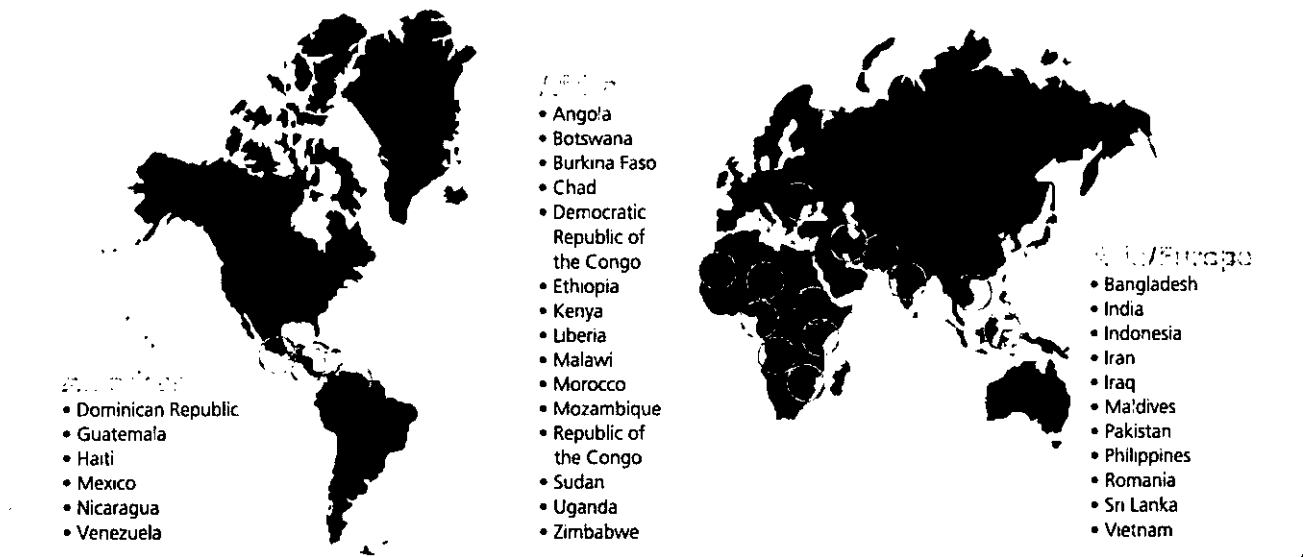 • Dominican Republic
• Guatemala
• Haiti
• Mexico
• Nicaragua
• Venezuela
• Angola
• Botswana
• Burkina Faso
• Chad
• Democratic
Republic of
the Congo
• Ethiopia
• Kenya
• Liberia
• Malawi
• Morocco
• Mozambique
• Republic of
the Congo
• Sudan
• Uganda
• Zimbabwe
Asia/Europe
• Bangladesh
• India
• Indonesia
• Iran
• Iraq
• Maldives
• Pakistan
• Philippines
• Romania
• Sri Lanka
• Vietnam